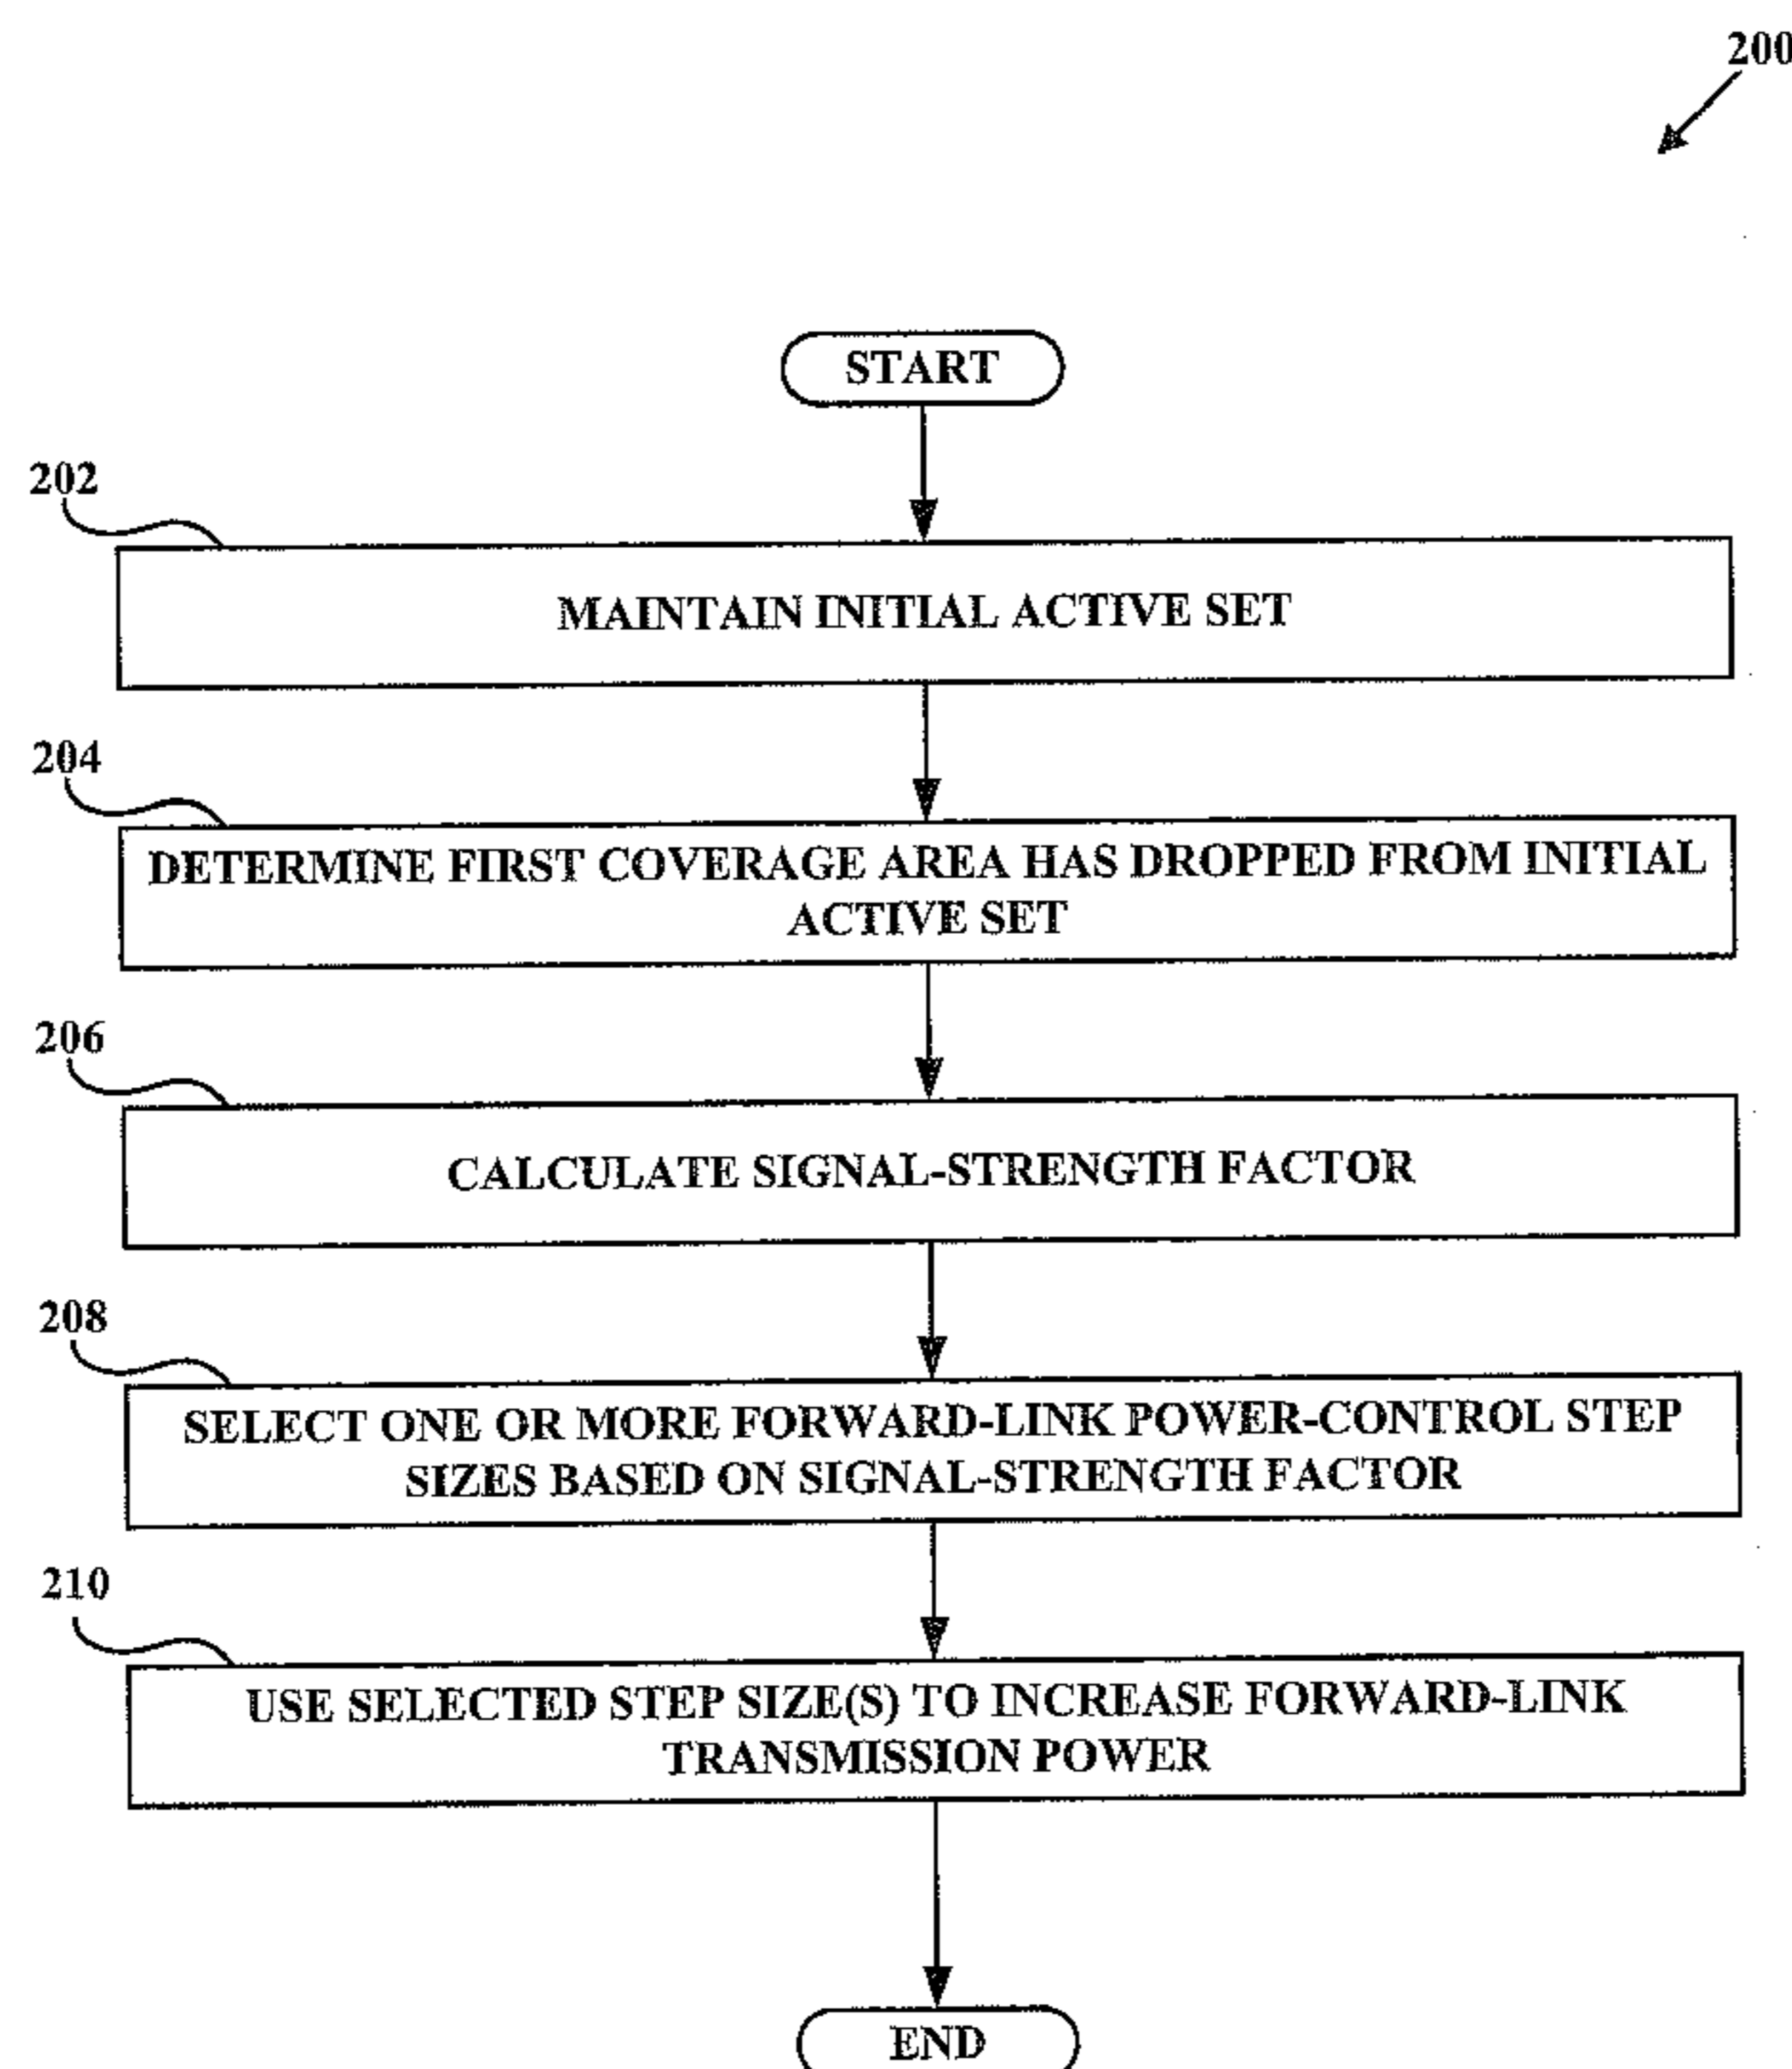 200
START
202
MAINTAIN INITIAL ACTIVE SET
204
DETERMINE FIRST COVERAGE AREA HAS DROPPED FROM INITIAL
ACTIVE SET
206
CALCULATE SIGNAL-STRENGTH FACTOR
208
SELECT ONE OR MORE FORWARD-LINK POWER-CONTROL STEP
SIZES BASED ON SIGNAL-STRENGTH FACTOR
210
USE SELECTED STEP SIZE(S) TO INCREASE FORWARD-LINK
TRANSMISSION POWER
END